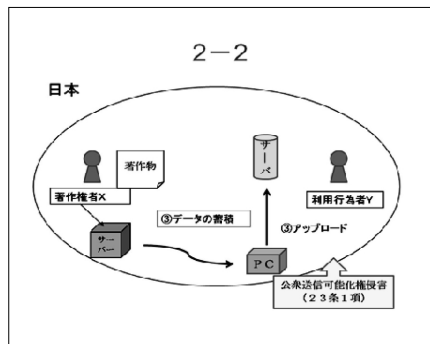 2-2
日本
著作物
サーバ
著作権者X
利用行為者Y
③データの蓄積
③アップロード
サーバー
PC
公衆送信可能化権侵害
(23条1項)